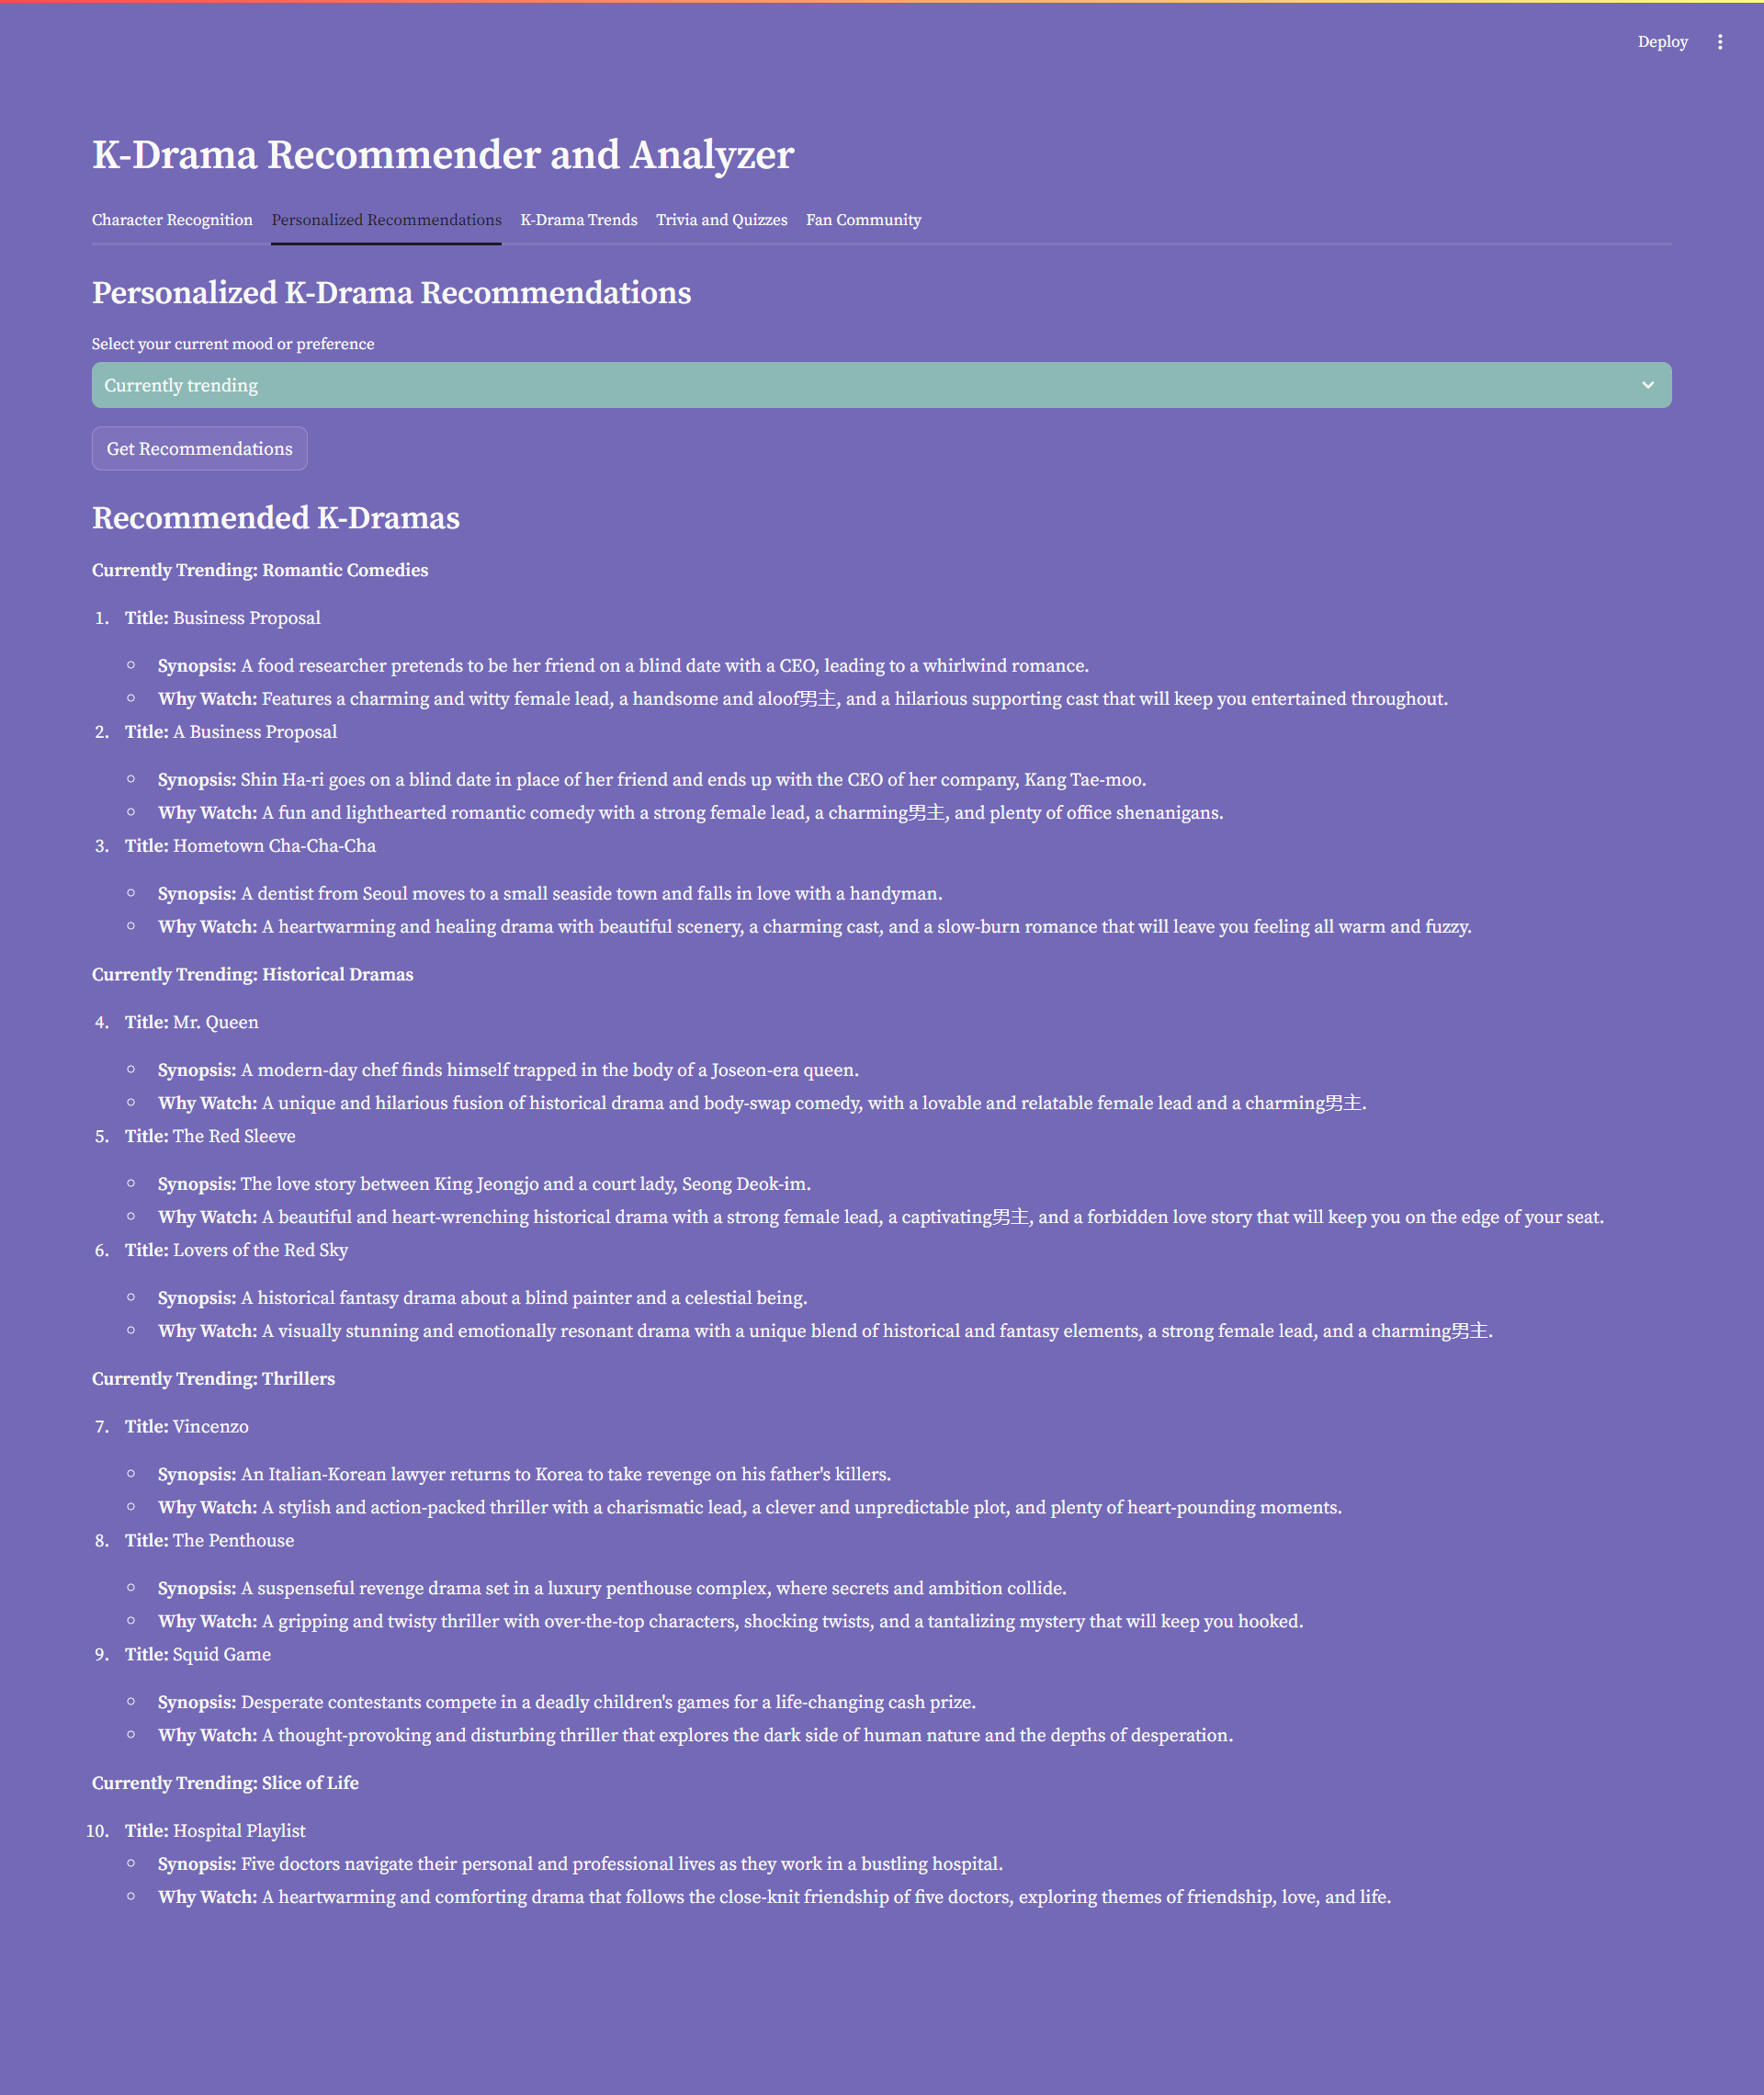 Deploy
K-Drama Recommender and Analyzer
Character Recognition Personalized Recommendations K-Drama Trends Trivia and Quizzes Fan Community
Personalized K-Drama Recommendations
Select your current mood or preference
Currently trending
Get Recommendations
Recommended K-Dramas
Currently Trending: Romantic Comedies
1. Title: Business Proposal
Synopsis: A food researcher pretends to be her friend on a blind date with a CEO, leading to a whirlwind romance.
Why Watch: Features a charming and witty female lead, a handsome and aloof男主, and a hilarious supporting cast that will keep you entertained throughout.
2. Title: A Business Proposal
Synopsis: Shin Ha-ri goes on a blind date in place of her friend and ends up with the CEO of her company, Kang Tae-moo.
Why Watch: A fun and lighthearted romantic comedy with a strong female lead, a charming男主, and plenty of office shenanigans.
3. Title: Hometown Cha-Cha-Cha
Synopsis: A dentist from Seoul moves to a small seaside town and falls in love with a handyman.
Why Watch: A heartwarming and healing drama with beautiful scenery, a charming cast, and a slow-burn romance that will leave you feeling all warm and fuzzy.
Currently Trending: Historical Dramas
4. Title: Mr. Queen
Synopsis: A modern-day chef finds himself trapped in the body of a Joseon-era queen.
Why Watch: A unique and hilarious fusion of historical drama and body-swap comedy, with a lovable and relatable female lead and a charming男主.
5. Title: The Red Sleeve
Synopsis: The love story between King Jeongjo and a court lady, Seong Deok-im.
Why Watch: A beautiful and heart-wrenching historical drama with a strong female lead, a captivating男主, and a forbidden love story that will keep you on the edge of your seat.
6. Title: Lovers of the Red Sky
Synopsis: A historical fantasy drama about a blind painter and a celestial being.
Why Watch: A visually stunning and emotionally resonant drama with a unique blend of historical and fantasy elements, a strong female lead, and a charming男主.
Currently Trending: Thrillers
7. Title: Vincenzo
Synopsis: An Italian-Korean lawyer returns to Korea to take revenge on his father's killers.
Why Watch: A stylish and action-packed thriller with a charismatic lead, a clever and unpredictable plot, and plenty of heart-pounding moments.
8. Title: The Penthouse
Synopsis: A suspenseful revenge drama set in a luxury penthouse complex, where secrets and ambition collide.
Why Watch: A gripping and twisty thriller with over-the-top characters, shocking twists, and a tantalizing mystery that will keep you hooked.
9. Title: Squid Game
Synopsis: Desperate contestants compete in a deadly children's games for a life-changing cash prize.
Why Watch: A thought-provoking and disturbing thriller that explores the dark side of human nature and the depths of desperation.
Currently Trending: Slice of Life
10. Title: Hospital Playlist
Synopsis: Five doctors navigate their personal and professional lives as they work in a bustling hospital.
Why Watch: A heartwarming and comforting drama that follows the close-knit friendship of five doctors, exploring themes of friendship, love, and life.